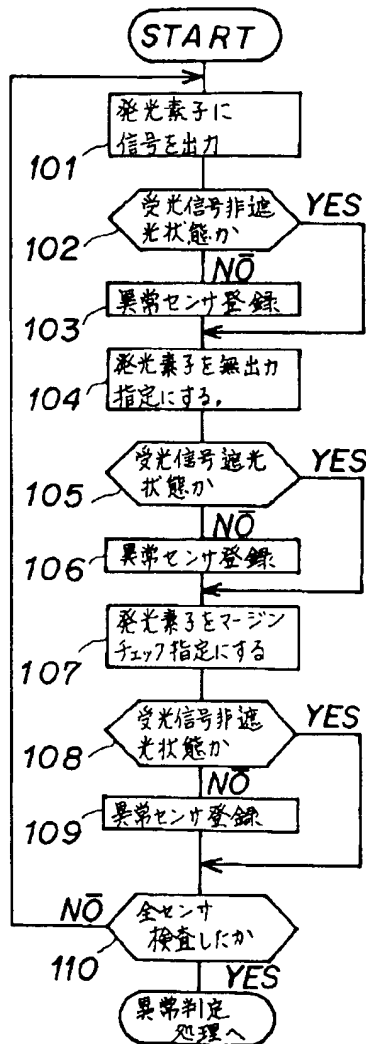 START
発光素子に
信号を出力
101
受光信号非遮
光状態か
YES
102
NO
異常センサ登録
103
発光素子を無出力
指定にする。
104
受光信号遮光
状態か
YES
105
NO
異常センサ登録
106
発光素子をマージン
チェック指定にする
107
受光信号非遮
光状態か
YES
108
NO
異常センサ登録
109
NO
全センサ
検査したか
110
YES
異常判定
処理へ